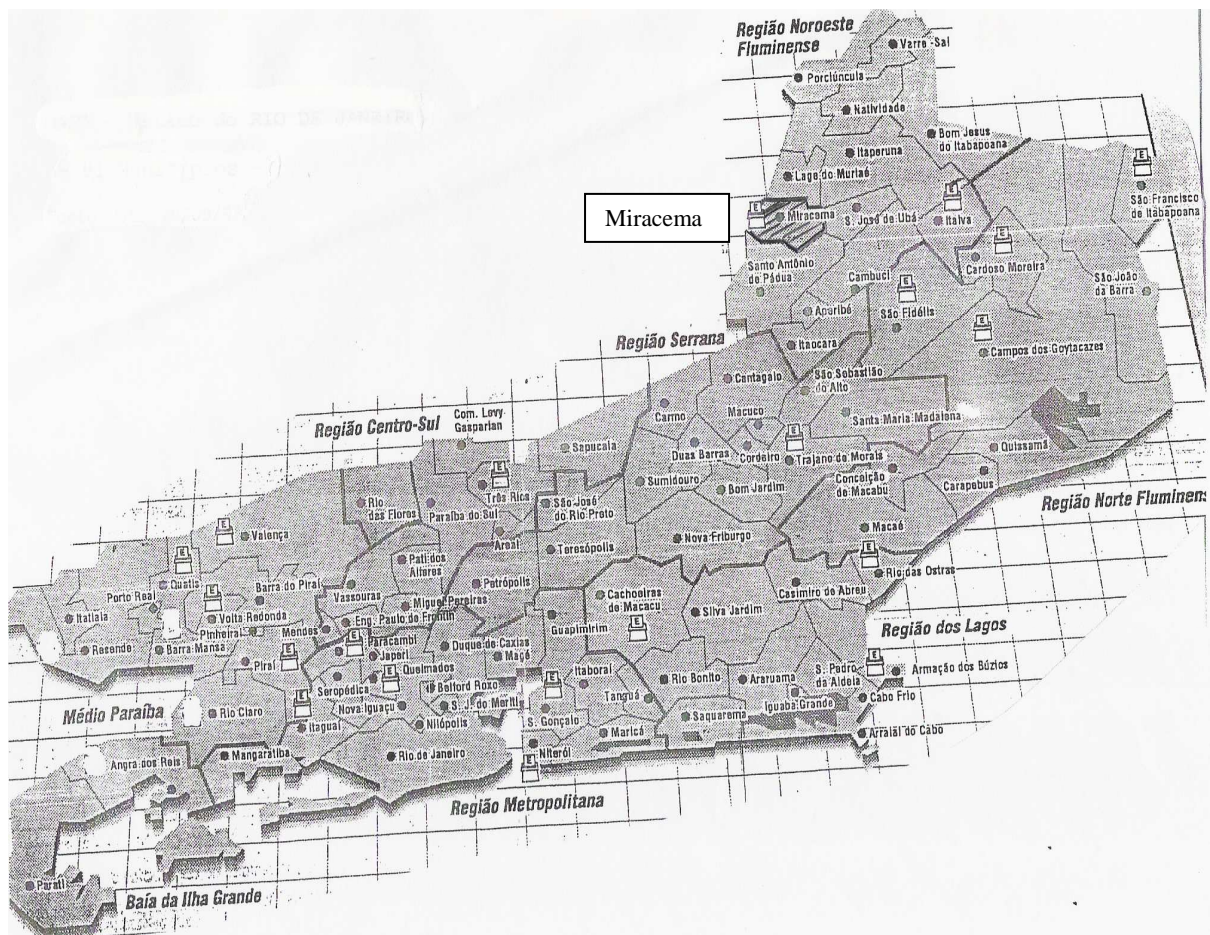 Região Noroeste
Fluminense
Varre-Sai
Porciúncula
Natividade
Bom Jesus
do Itabapoana
Itaperuna
Lage do Muriaé
São Francisco
de Itabapoana
Miracema
Miracema
S. José de Ubá
Italva
Santo Antônio
de Pádua
Cambuci
Cardoso Moreira
São João
da Barra
Aperibé
São Fidélis
Itaocara
Campos dos Goytacazes
Região Serrana
Cantagalo
São Sebastião
do Alto
Carmo
Macuco
Santa Maria Madalena
Região Centro-Sul
Com. Levy
Gasparian
Sapucaia
Duas Barras
Cordeiro
Trajano de Morais
Quissamã
Três Rios
Sumidouro
Bom Jardim
Conceição
de Macabu
Carapebus
Rio
das Flores
Paraíba do Sul
São José
do Rio Preto
Região Norte Fluminens
Valença
Areal
Teresópolis
Nova Friburgo
Macaé
Quatis
Pati dos
Alferes
Rio das Ostras
Porto Real
Barra do Piraí
Vassouras
Petrópolis
Cachoeiras
de Macacu
Casimiro de Abreu
Itatiaia
Volta Redonda
Miguel Pereiras
Silva Jardim
Pinheiral
Mendes
Eng. Paulo de Frontin
Guapimirim
Região dos Lagos
Resende
Barra Mansa
Paracambi
Japeri
Duque de Caxias
Magé
Piraí
Queimados
Itaboraí
Rio Bonito
Araruama
S. Pedro
da Aldeia
Armação dos Búzios
Seropédica
Belford Roxo
Tanguá
Iguaba Grande
Cabo Frio
Médio Paraíba
Rio Claro
Nova Iguaçu
S. J. do Meriti
S. Gonçalo
Saquarema
Itaguaí
Nilópolis
Maricá
Arraial do Cabo
Angra dos Reis
Mangaratiba
Rio de Janeiro
Niterói
Região Metropolitana
Parati
Baía da Ilha Grande